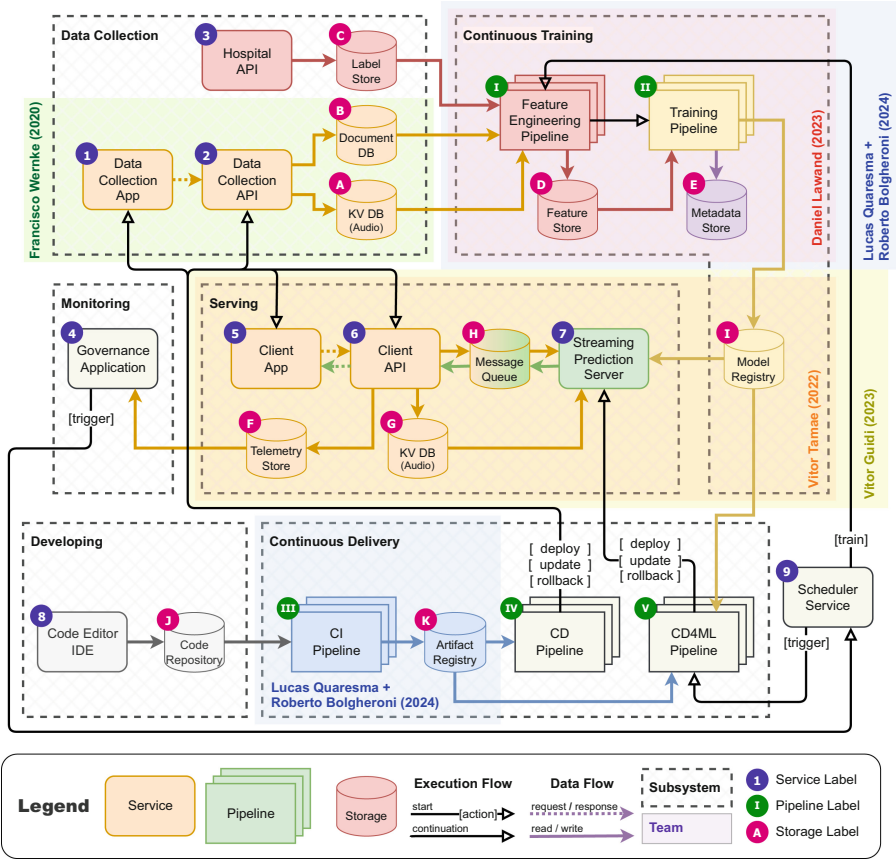 Data Collection
3
Hospital
API
C
Label
Store
Francisco Wernke (2020)
1
Data
Collection
App
2
Data
Collection
API
B
Document
DB
A
KV DB
(Audio)
Continuous Training
I
Feature
Engineering
Pipeline
II
Training
Pipeline
D
Feature
Store
E
Metadata
Store
Daniel Lawand (2023)
Lucas Quaresma +
Roberto Bolgheroni (2024)
Monitoring
4
Governance
Application
[trigger]
Serving
5
Client
App
6
Client
API
H
Message
Queue
7
Streaming
Prediction
Server
I
Model
Registry
F
Telemetry
Store
G
KV DB
(Audio)
Vitor Tamae (2022)
Vitor Guidi (2023)
Developing
8
Code Editor
IDE
J
Code
Repository
Continuous Delivery
III
CI
Pipeline
K
Artifact
Registry
Lucas Quaresma +
Roberto Bolgheroni (2024)
[ deploy ]
[ update ]
[ rollback ]
IV
CD
Pipeline
[ deploy ]
[ update ]
[ rollback ]
V
CD4ML
Pipeline
[train]
9
Scheduler
Service
[trigger]
Legend
Service
Pipeline
Storage
Execution Flow
start
[action]
continuation
Data Flow
request / response
read / write
Subsystem
Team
1 Service Label
I Pipeline Label
A Storage Label